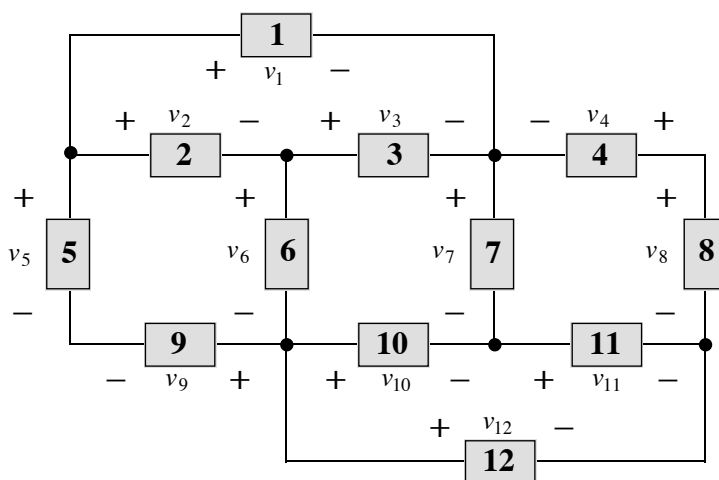 1
+ v₁ −
+ v₂ − + v₃ − − v₄ +
2 3 4
+ + + +
v₅ 5 v₆ 6 v₇ 7 v₈ 8
− − − −
9 10 11
− v₉ + + v₁₀ − + v₁₁ −
+ v₁₂ −
12